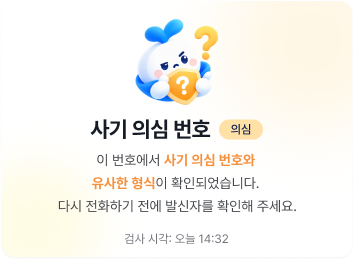 사기 의심 번호 의심
이 번호에서 사기 의심 번호와
유사한 형식이 확인되었습니다.
다시 전화하기 전에 발신자를 확인해 주세요.
검사 시각: 오늘 14:32